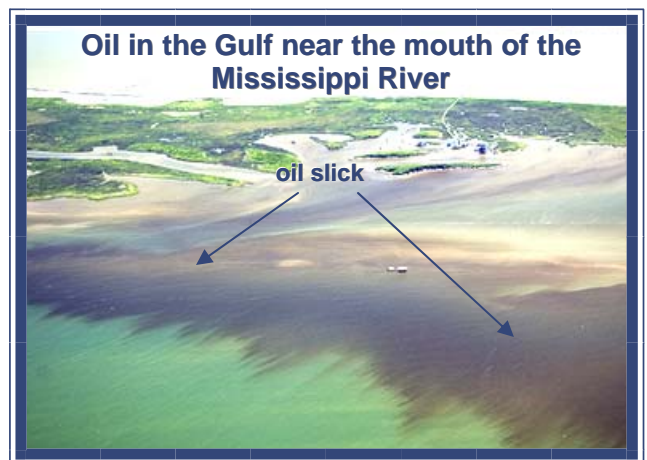 Oil in the Gulf near the mouth of the
Mississippi River
oil slick